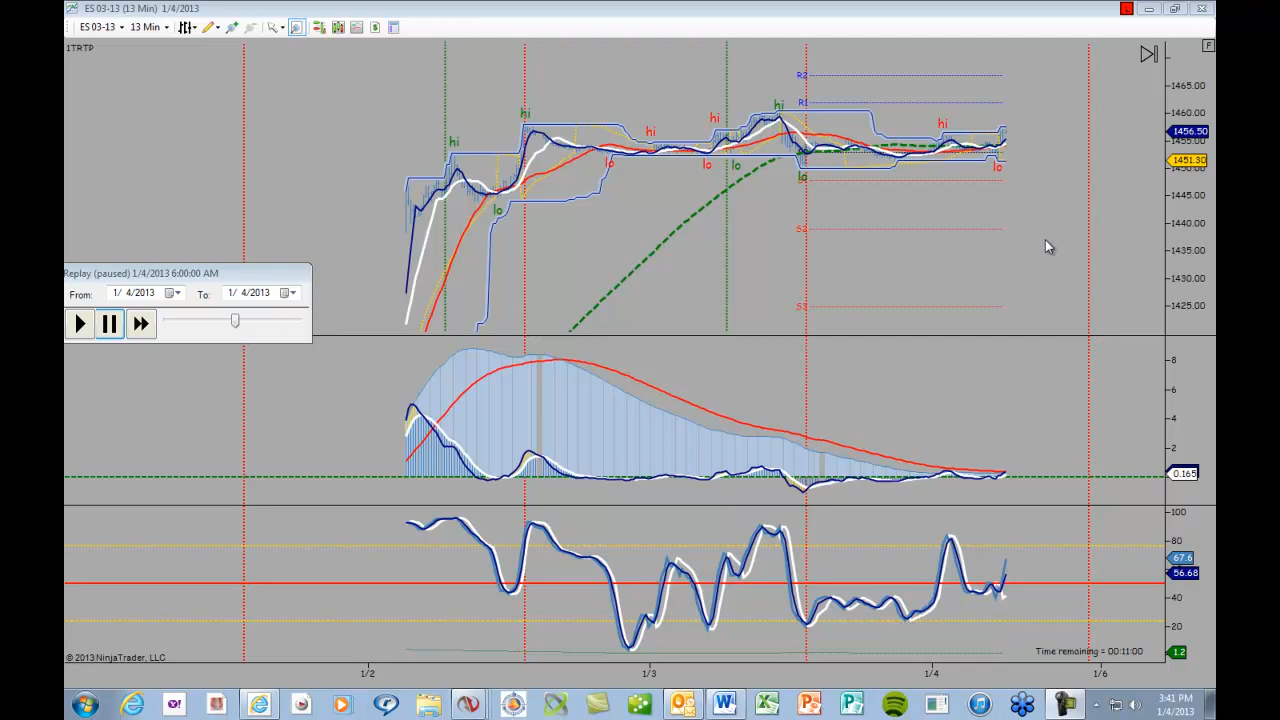 ES 03-13 (13 Min) 1/4/2013
ES 03-13 13 Min
1TRTP
F
R2
1465.00
R1
hi
1460.00
hi
hi
hi
hi
hi
1456.50
1455.00
1451.30
1450.00
lo
lo
lo
lo
lo
lo
1445.00
1440.00
S2
1435.00
1430.00
1425.00
S3
Replay (paused) 1/4/2013 6:00:00 AM
From: 1/ 4/2013 To: 1/ 4/2013
8
6
4
2
0.165
100
80
67.6
56.68
40
20
Time remaining = 00:11:00
1.2
© 2013 NinjaTrader, LLC
1/2 1/3 1/4 1/6
3:41 PM
1/4/2013